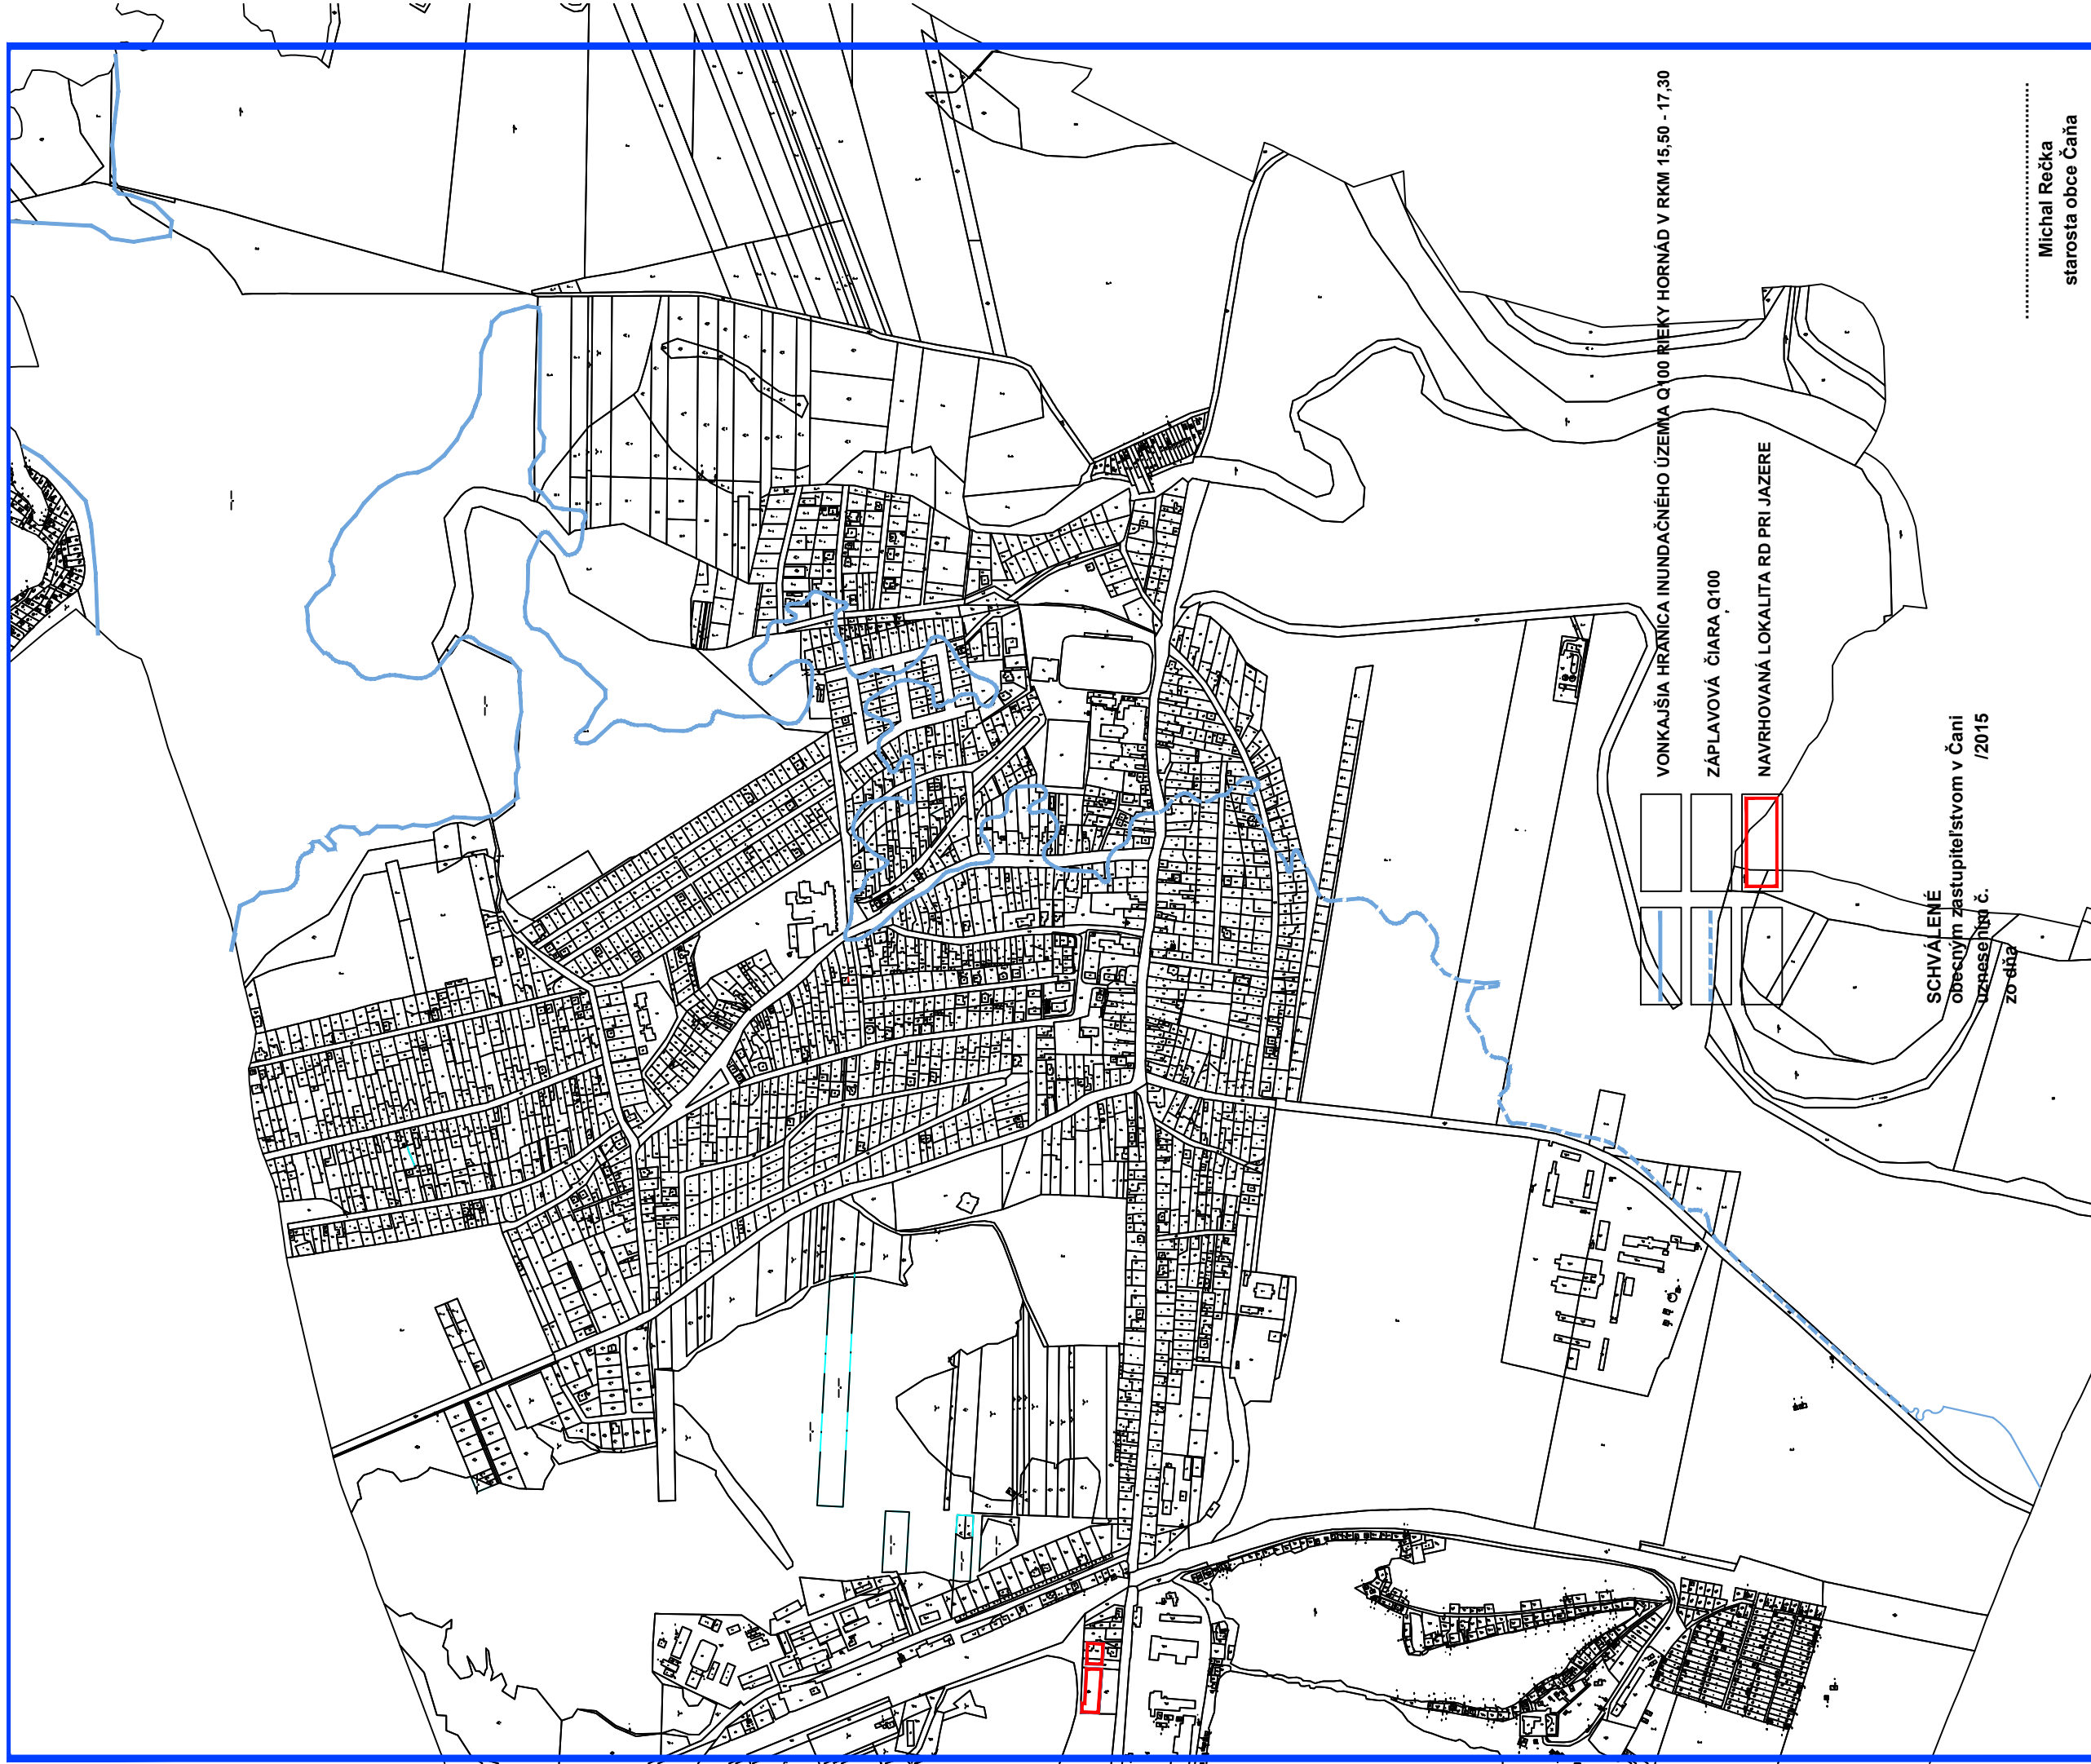 VONKAJŠIA HRANICA INUNDAČNÉHO ÚZEMIA Q100 RIEKY HORNÁD V RKM 15,50 - 17,30
ZÁPLAVOVÁ ČIARA Q100
NAVRHOVANÁ LOKALITA RD PRI JAZERE
SCHVÁLENÉ
obecným zastupiteľstvom v Čani
uznesením č. /2015
zo dňa
Michal Rečka
starosta obce Čaňa